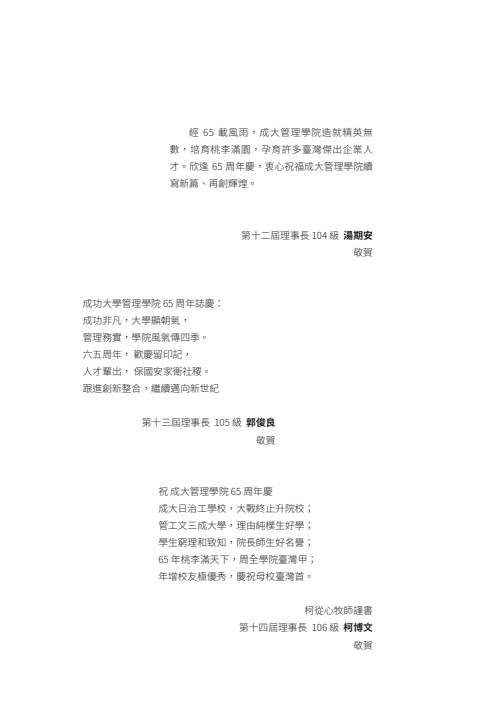 經 65 載風雨，成大管理學院造就精英無
數，培育桃李滿園，孕育許多臺灣傑出企業人
才。欣逢 65 周年慶，衷心祝福成大管理學院續
寫新篇、再創輝煌。
第十二屆理事長 104 級 湯期安
敬賀
成功大學管理學院 65 周年誌慶：
成功非凡，大學顯朝氣，
管理務實，學院風氣傳四季。
六五周年， 歡慶留印記，
人才輩出， 保國安家衛社稷。
跟進創新整合，繼續邁向新世紀
第十三屆理事長 105 級 郭俊良
敬賀
祝 成大管理學院 65 周年慶
成大日治工學校，大戰終止升院校；
管工文三成大學，理由純樸生好學；
學生窮理和致知，院長師生好名譽；
65 年桃李滿天下，周全學院臺灣甲；
年增校友極優秀，慶祝母校臺灣首。
柯從心牧師謹書
第十四屆理事長 106 級 柯博文
敬賀